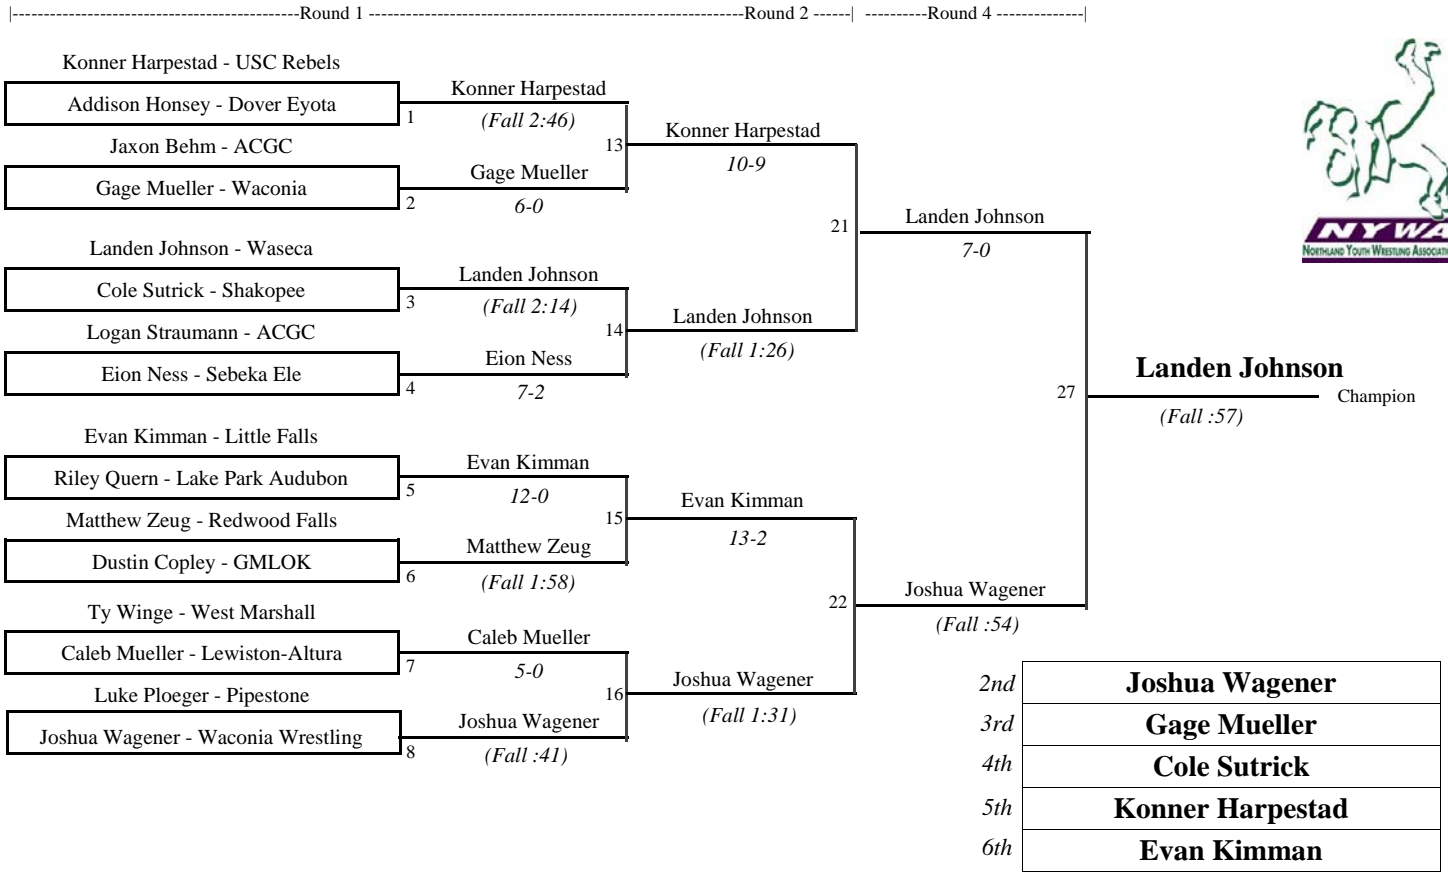 |----------------------------------------------Round 1 ------------------------------------------------------------Round 2 ------| ----------Round 4 --------------|
Konner Harpestad - USC Rebels
Addison Honsey - Dover Eyota
1
Konner Harpestad
(Fall 2:46)
Jaxon Behm - ACGC
Gage Mueller - Waconia
2
Gage Mueller
6-0
13
Konner Harpestad
10-9
Landen Johnson - Waseca
Cole Sutrick - Shakopee
3
Landen Johnson
(Fall 2:14)
Logan Straumann - ACGC
Eion Ness - Sebeka Ele
4
Eion Ness
7-2
14
Landen Johnson
(Fall 1:26)
21
Landen Johnson
7-0
Evan Kimman - Little Falls
Riley Quern - Lake Park Audubon
5
Evan Kimman
12-0
Matthew Zeug - Redwood Falls
Dustin Copley - GMLOK
6
Matthew Zeug
(Fall 1:58)
15
Evan Kimman
13-2
Ty Winge - West Marshall
Caleb Mueller - Lewiston-Altura
7
Caleb Mueller
5-0
Luke Ploeger - Pipestone
Joshua Wagener - Waconia Wrestling
8
Joshua Wagener
(Fall :41)
16
Joshua Wagener
(Fall 1:31)
22
Joshua Wagener
(Fall :54)
27
Landen Johnson
Champion
(Fall :57)
NYWA
NORTHLAND YOUTH WRESTLING
2nd Joshua Wagener
3rd Gage Mueller
4th Cole Sutrick
5th Konner Harpestad
6th Evan Kimman